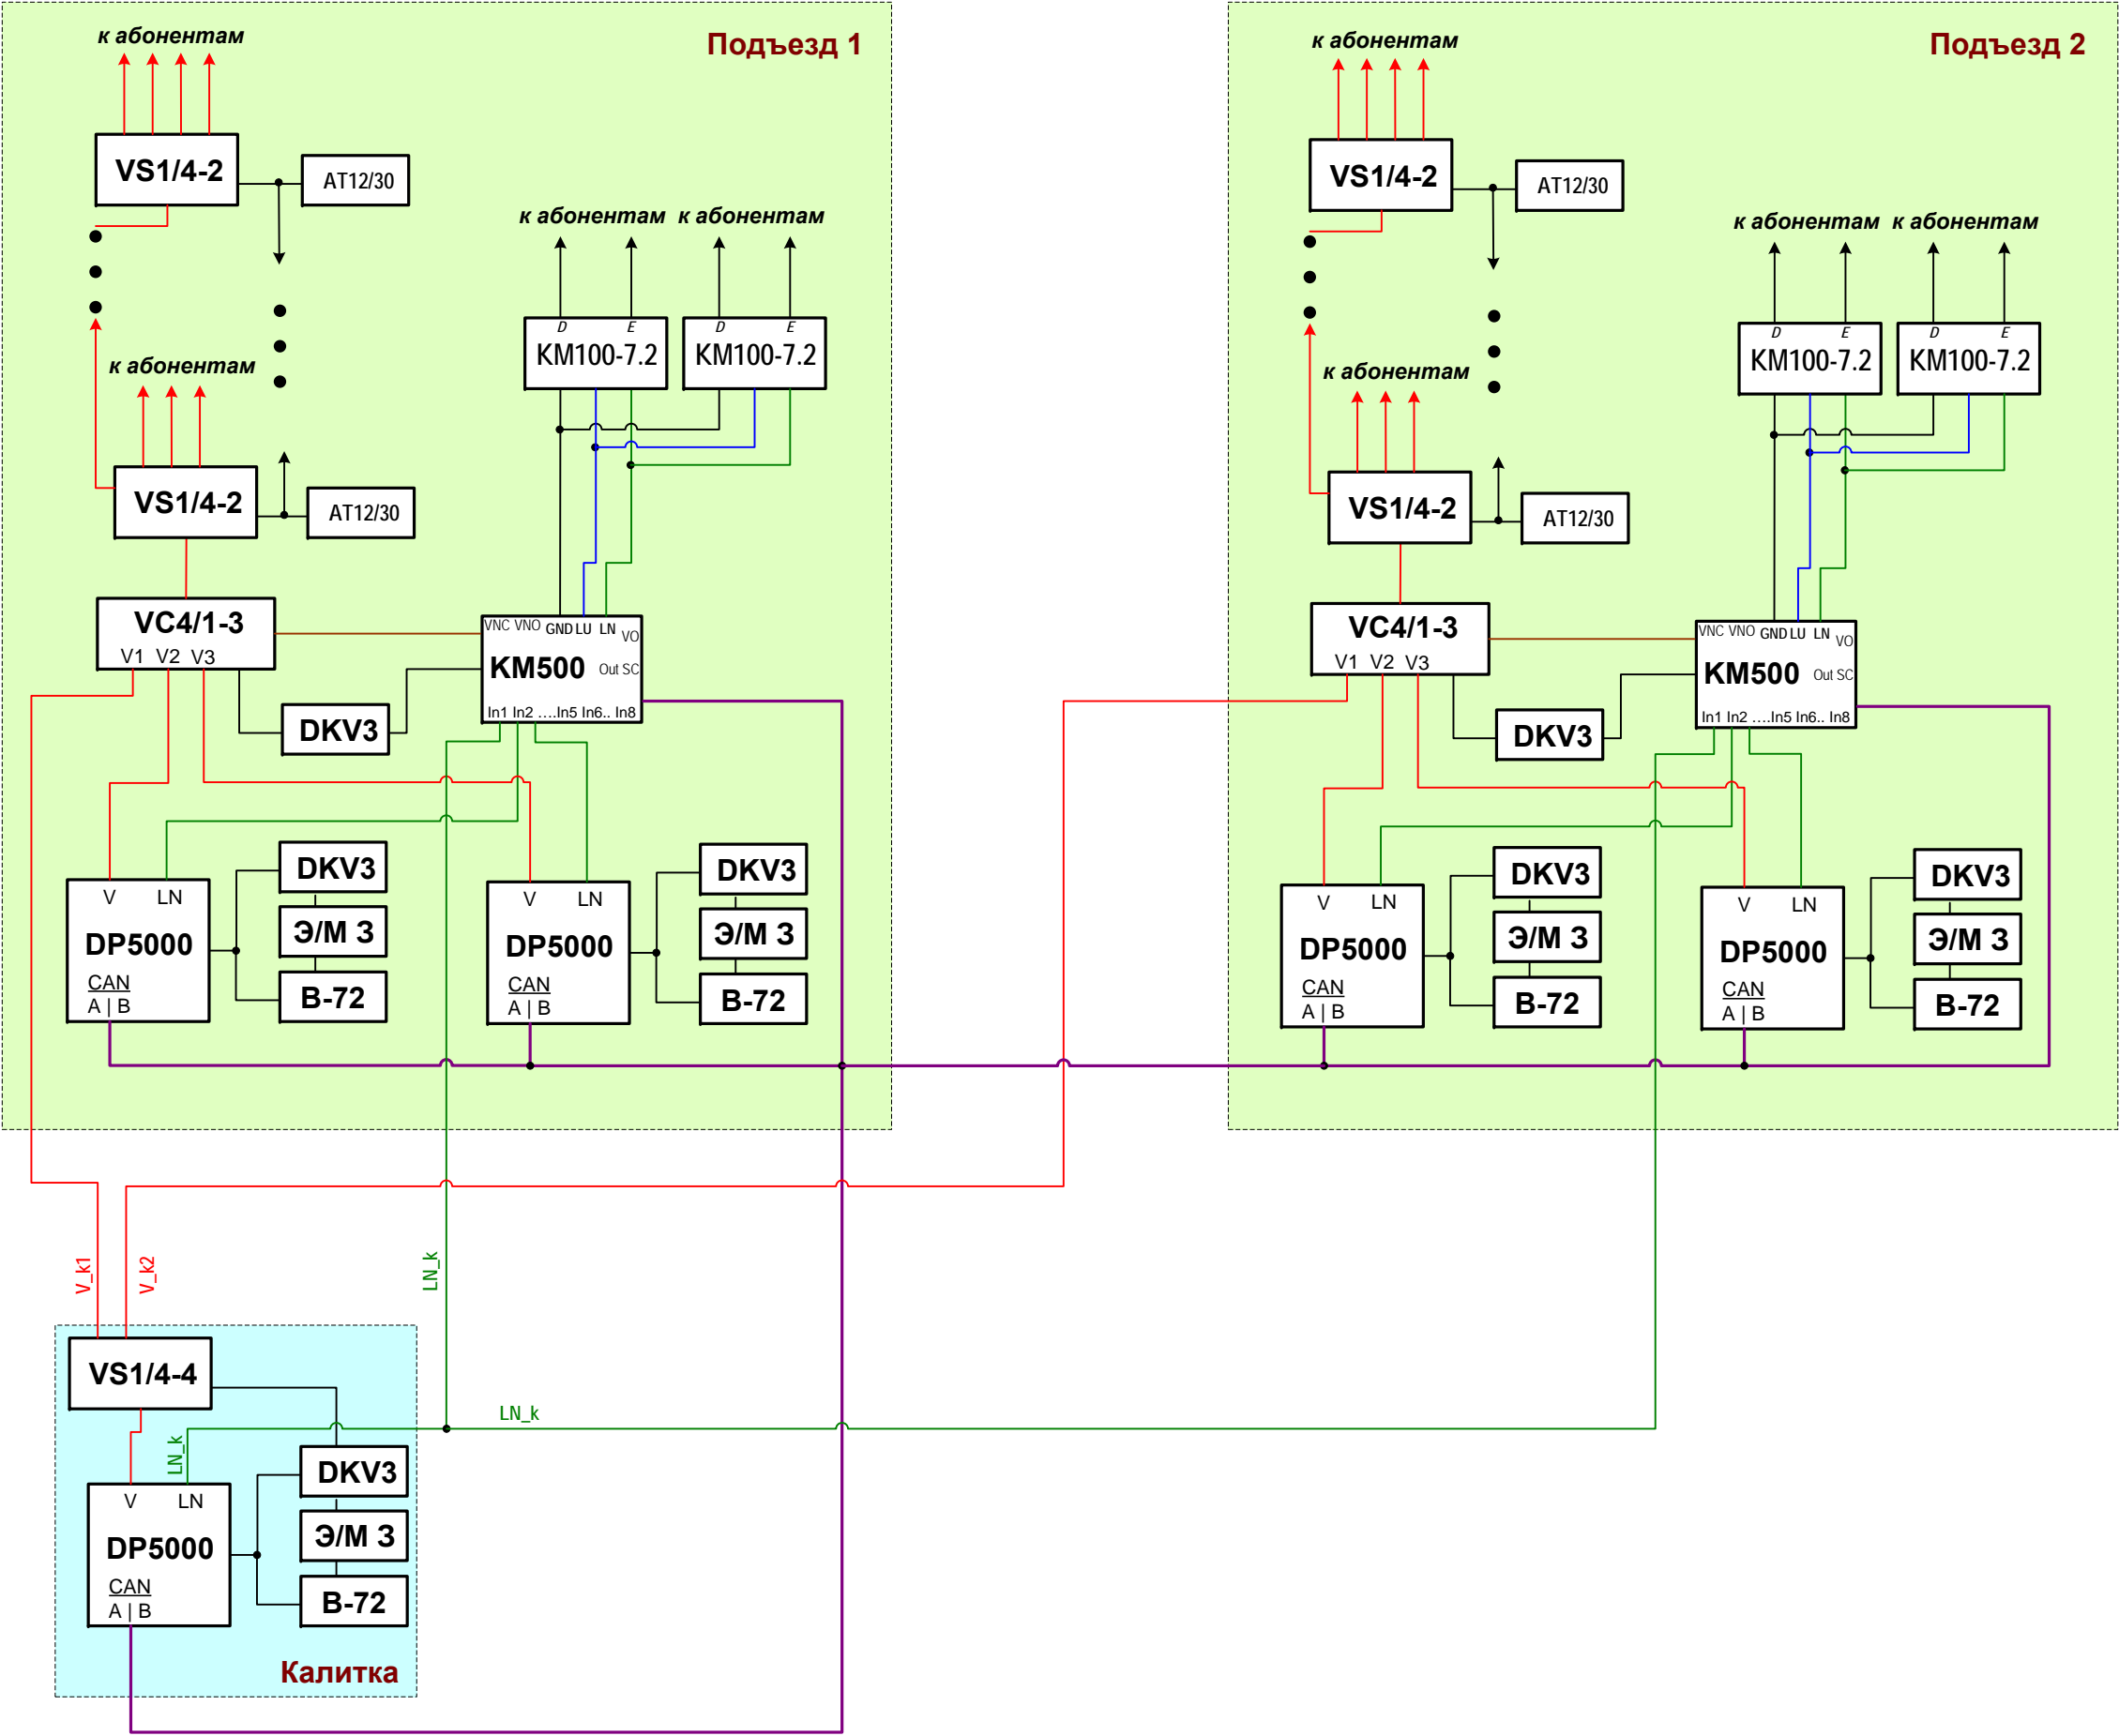 Подъезд 1
к абонентам
VS1/4-2
AT12/30
к абонентам к абонентам
D E D E
KM100-7.2 KM100-7.2
к абонентам
VS1/4-2
AT12/30
VC4/1-3
V1 V2 V3
VNC VNO GND LU LN VO
KM500 Out SC
In1 In2 ....In5 In6.. In8
DKV3
V LN
DP5000
CAN
A | B
DKV3
Э/М З
B-72
V LN
DP5000
CAN
A | B
DKV3
Э/М З
B-72
Подъезд 2
к абонентам
VS1/4-2
AT12/30
к абонентам к абонентам
D E D E
KM100-7.2 KM100-7.2
к абонентам
VS1/4-2
AT12/30
VC4/1-3
V1 V2 V3
VNC VNO GND LU LN VO
KM500 Out SC
In1 In2 ....In5 In6.. In8
DKV3
V LN
DP5000
CAN
A | B
DKV3
Э/М З
B-72
V LN
DP5000
CAN
A | B
DKV3
Э/М З
B-72
V_k1
V_k2
LN_k
VS1/4-4
LN_k
LN_k
DKV3
V LN
DP5000
CAN
A | B
Э/М З
B-72
Калитка